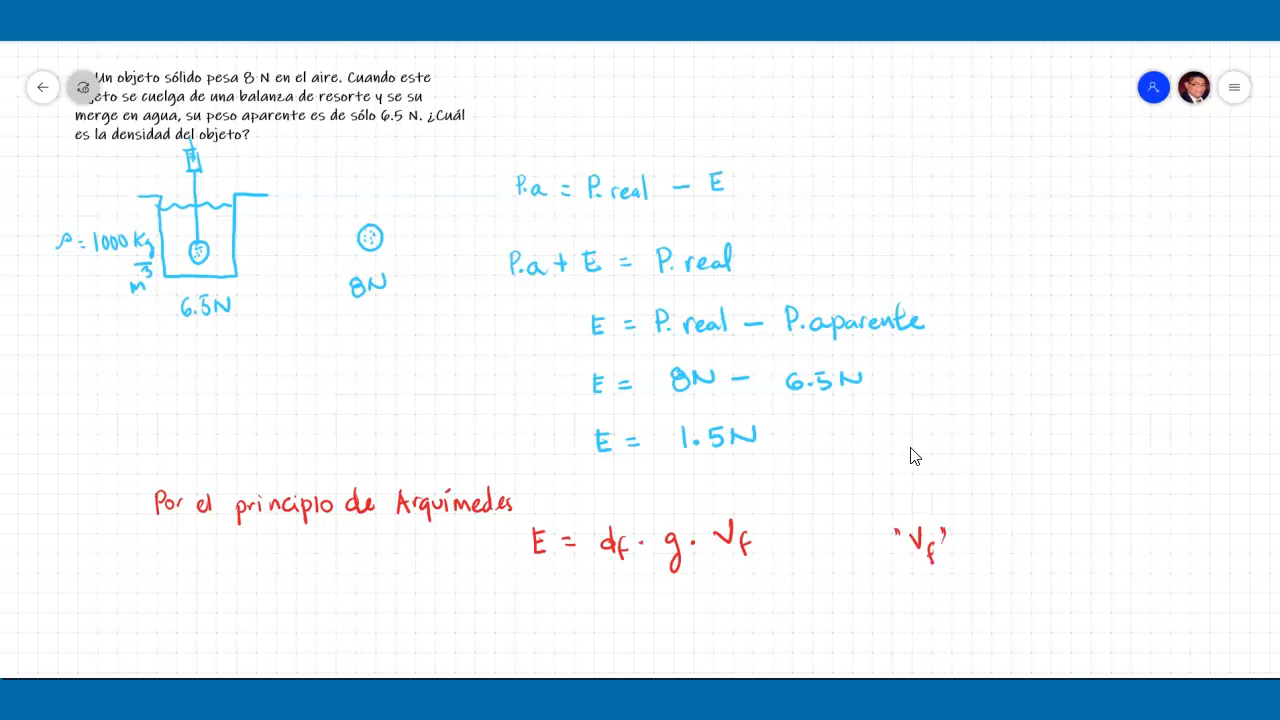 Un objeto sólido pesa 8 N en el aire. Cuando este
jeto se cuelga de una balanza de resorte y se su
merge en agua, su peso aparente es de sólo 6.5 N. ¿Cuál
es la densidad del objeto?
P.a = P.real - E
ρ = 1000 Kg
m³
6.5N
8N
P.a + E = P.real
E = P.real - P.aparente
E = 8N - 6.5N
E = 1.5N
Por el principio de Arquímedes
E = df · g · Vf
"Vf"